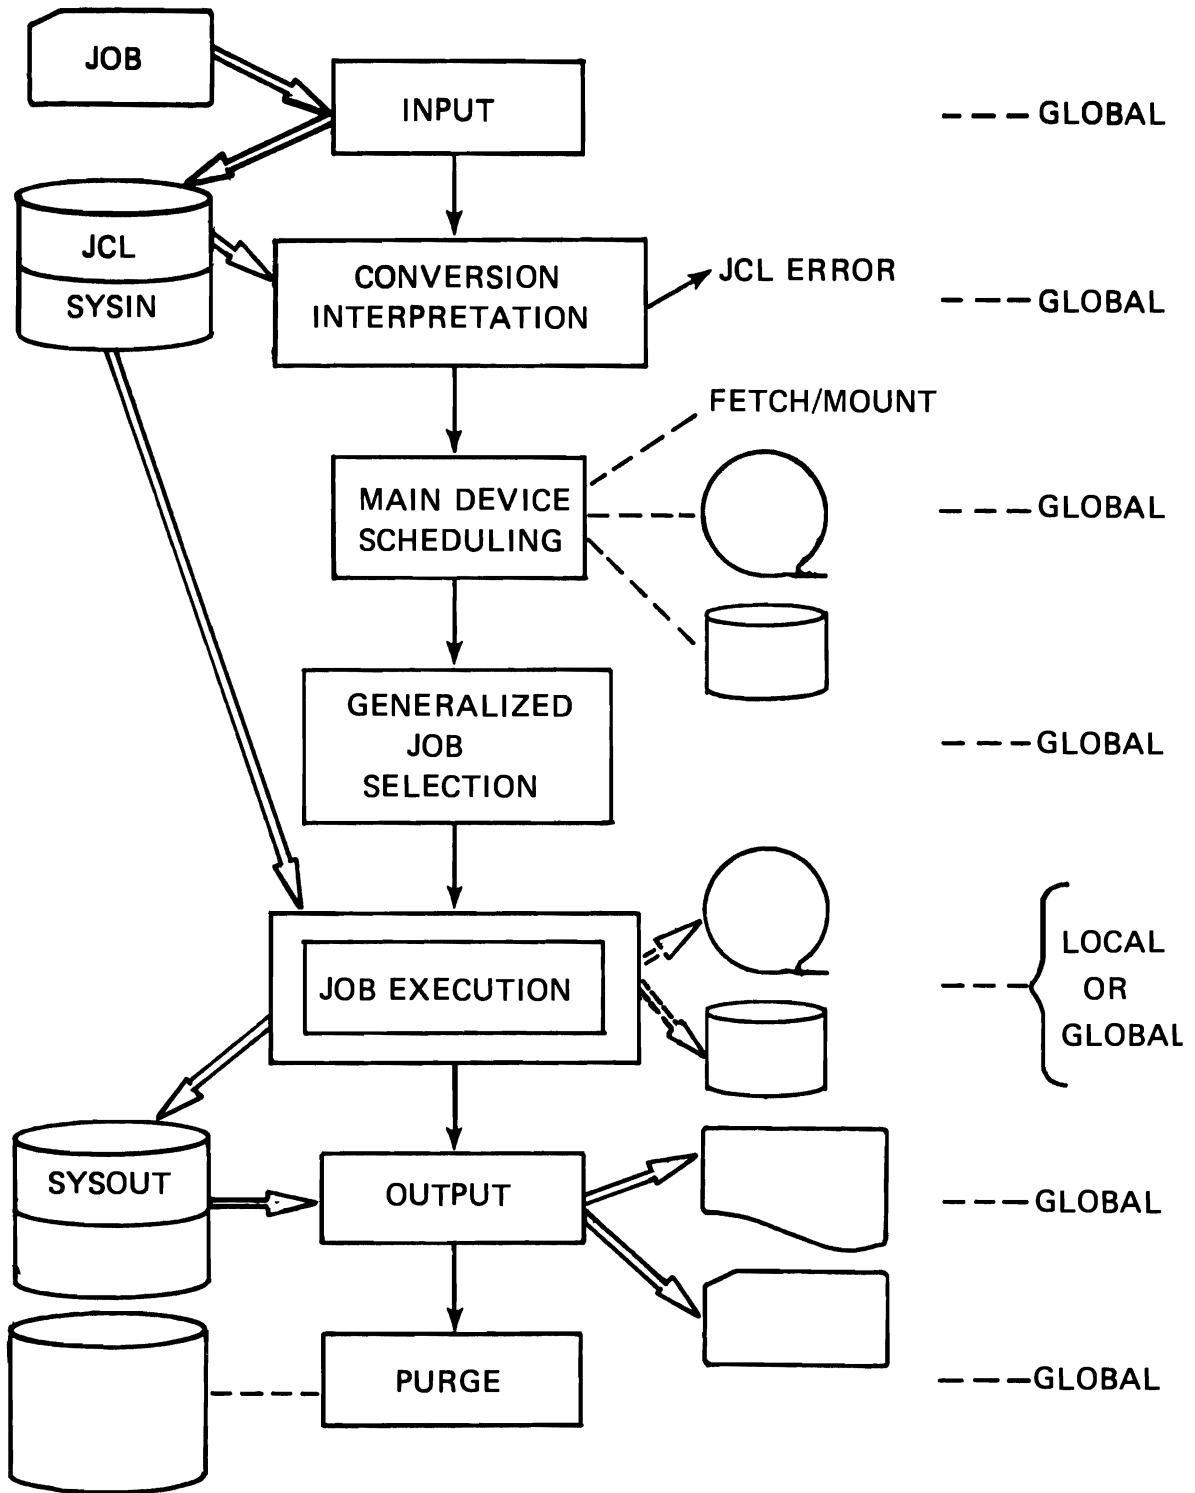 JOB
INPUT
GLOBAL
JCL
SYSIN
CONVERSION
INTERPRETATION
JCL ERROR
GLOBAL
FETCH/MOUNT
MAIN DEVICE
SCHEDULING
GLOBAL
GENERALIZED
JOB
SELECTION
GLOBAL
JOB EXECUTION
LOCAL
OR
GLOBAL
SYSOUT
OUTPUT
GLOBAL
PURGE
GLOBAL